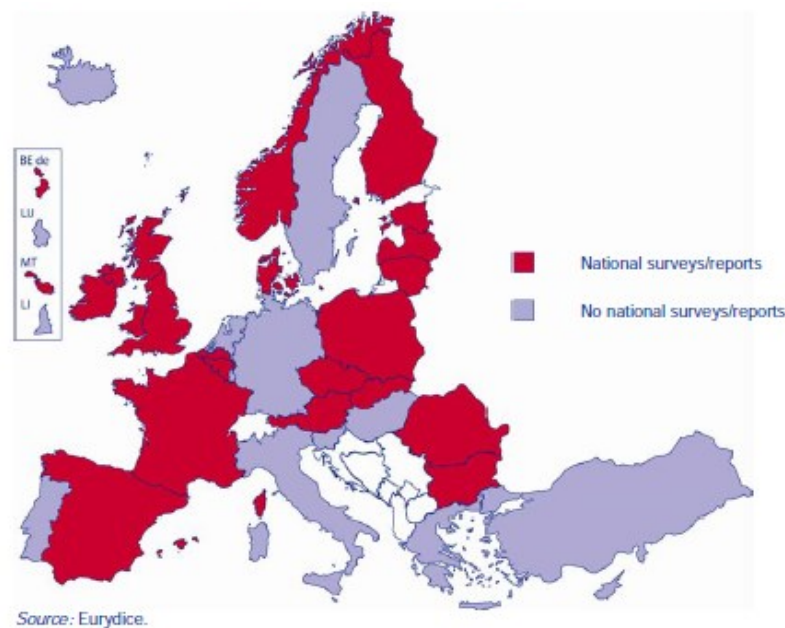 BE de
LU
MT
LI
National surveys/reports
No national surveys/reports
Source: Eurydice.